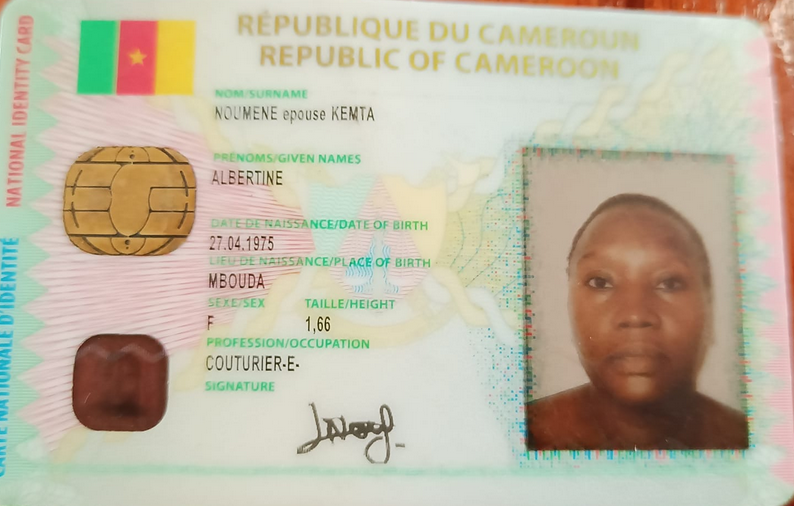 RÉPUBLIQUE DU CAMEROUN
REPUBLIC OF CAMEROON
NATIONAL IDENTITY CARD
CARTE NATIONALE D'IDENTITÉ
NOM/SURNAME
NOUMENE epouse KEMTA
PRÉNOMS/GIVEN NAMES
ALBERTINE
DATE DE NAISSANCE/DATE OF BIRTH
27.04.1975
LIEU DE NAISSANCE/PLACE OF BIRTH
MBOUDA
SEXE/SEX TAILLE/HEIGHT
F 1,66
PROFESSION/OCCUPATION
COUTURIER-E-
SIGNATURE